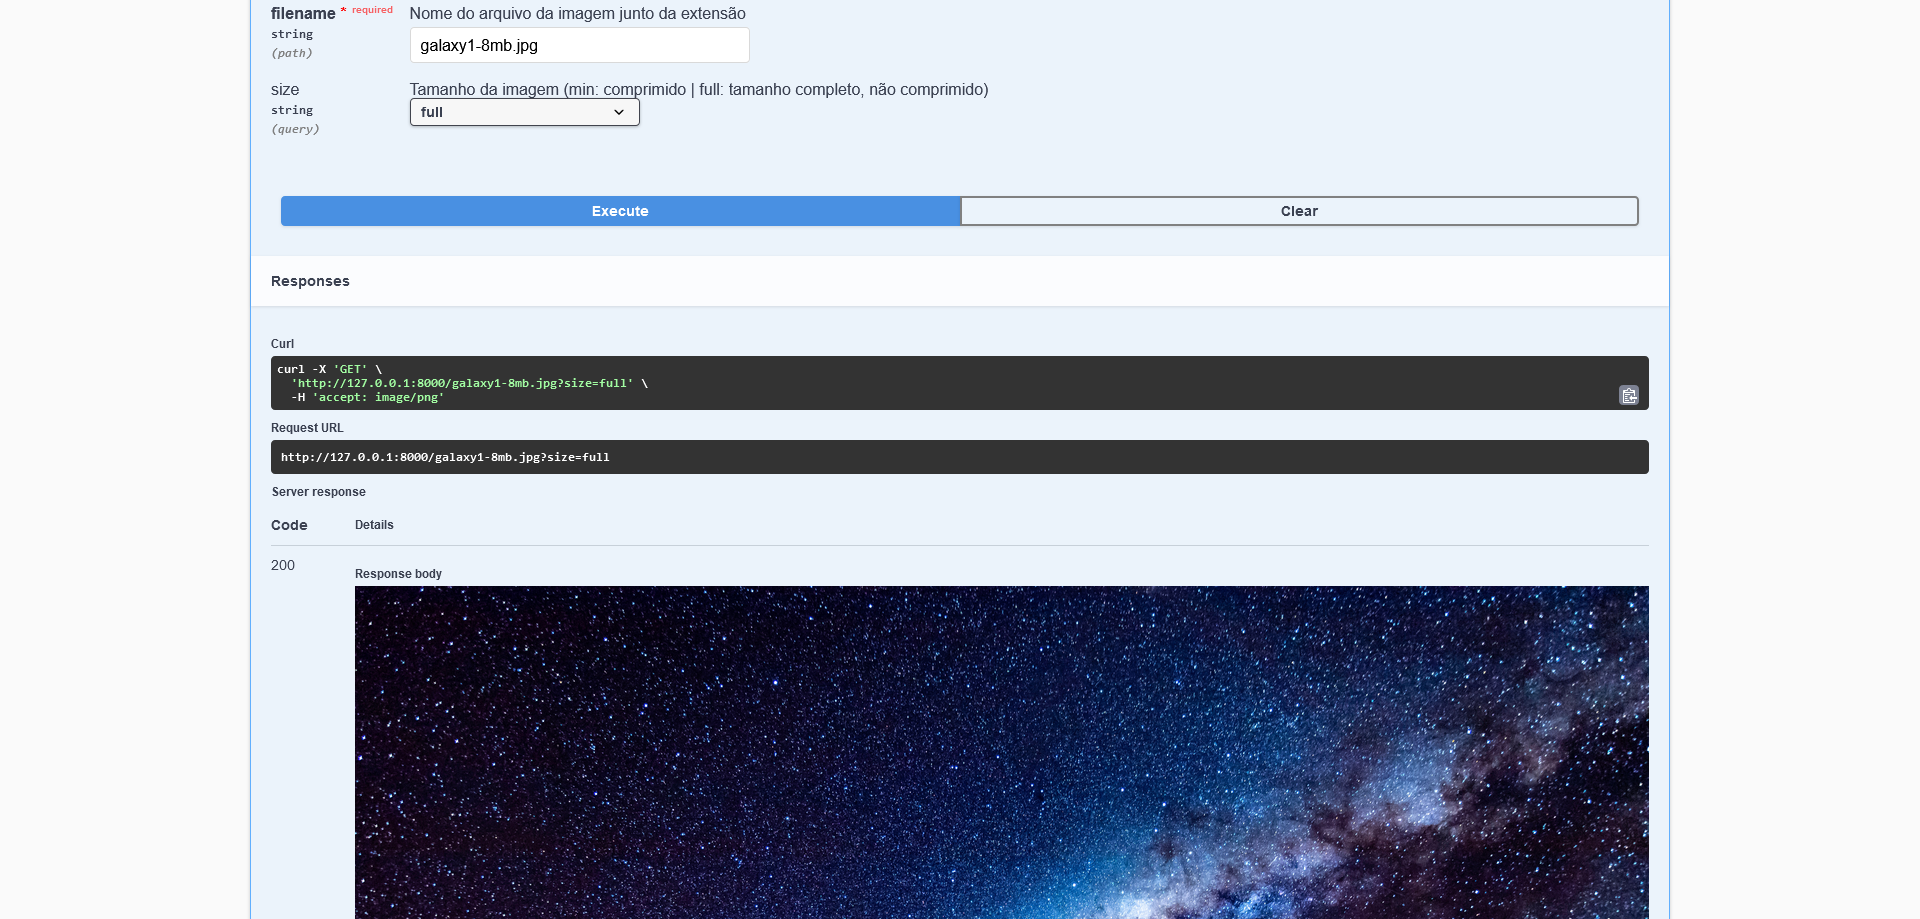 filename * required
Nome do arquivo da imagem junto da extensão
string
(path)
galaxy1-8mb.jpg
size
Tamanho da imagem (min: comprimido | full: tamanho completo, não comprimido)
string
(query)
full
Execute
Clear
Responses
Curl
curl -X 'GET' \
'http://127.0.0.1:8000/galaxy1-8mb.jpg?size=full' \
-H 'accept: image/png'
Request URL
http://127.0.0.1:8000/galaxy1-8mb.jpg?size=full
Server response
Code
Details
200
Response body